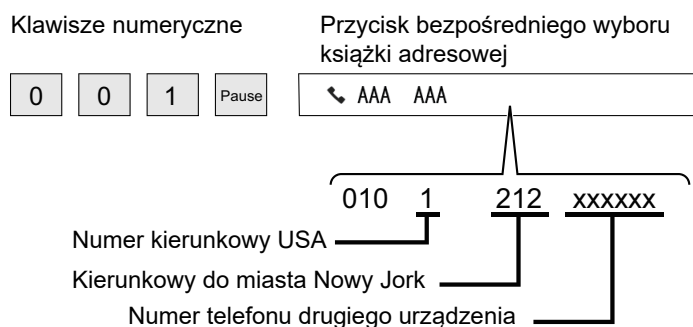 Klawisze numeryczne
Przycisk bezpośredniego wyboru
książki adresowej
0 0 1 Pause
AAA AAA
010 1 212 xxxxxx
Numer kierunkowy USA
Kierunkowy do miasta Nowy Jork
Numer telefonu drugiego urządzenia